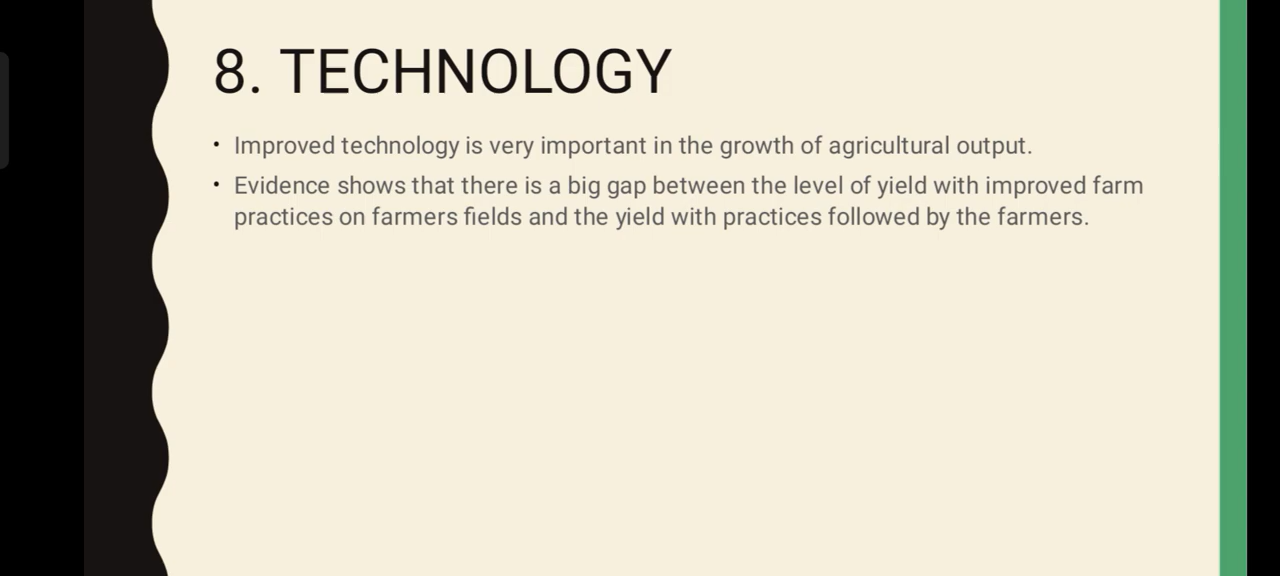 8. TECHNOLOGY
• Improved technology is very important in the growth of agricultural output.
• Evidence shows that there is a big gap between the level of yield with improved farm
practices on farmers fields and the yield with practices followed by the farmers.